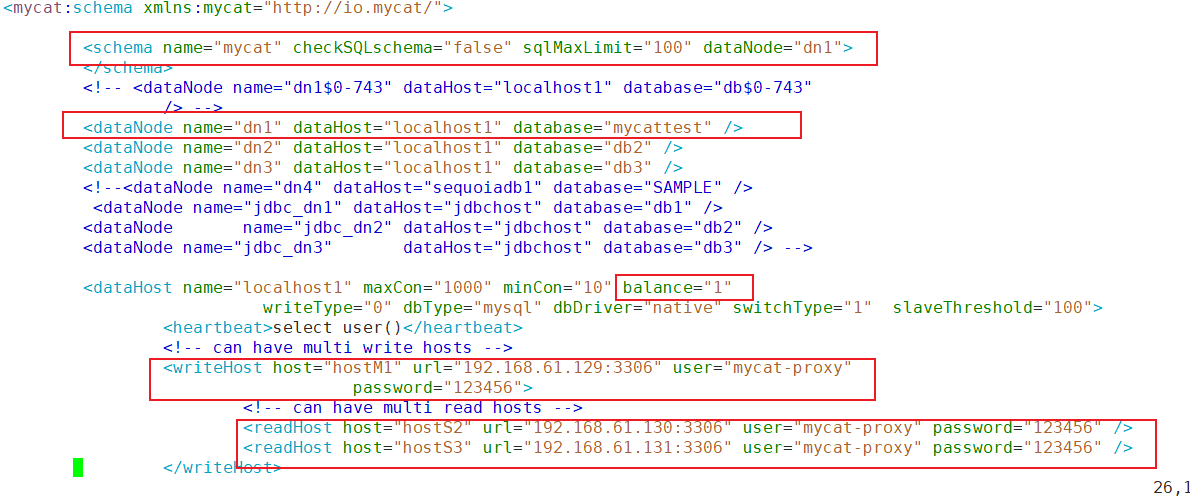 <mycat:schema xmlns:mycat="http://io.mycat/">
<schema name="mycat" checkSQLschema="false" sqlMaxLimit="100" dataNode="dn1">
</schema>
<!-- <dataNode name="dn1$0-743" dataHost="localhost1" database="db$0-743"
/> -->
<dataNode name="dn1" dataHost="localhost1" database="mycattest" />
<dataNode name="dn2" dataHost="localhost1" database="db2" />
<dataNode name="dn3" dataHost="localhost1" database="db3" />
<!--<dataNode name="dn4" dataHost="sequoiadb1" database="SAMPLE" />
<dataNode name="jdbc_dn1" dataHost="jdbchost" database="db1" />
<dataNode name="jdbc_dn2" dataHost="jdbchost" database="db2" />
<dataNode name="jdbc_dn3" dataHost="jdbchost" database="db3" /> -->
<dataHost name="localhost1" maxCon="1000" minCon="10" balance="1"
writeType="0" dbType="mysql" dbDriver="native" switchType="1" slaveThreshold="100">
<heartbeat>select user()</heartbeat>
<!-- can have multi write hosts -->
<writeHost host="hostM1" url="192.168.61.129:3306" user="mycat-proxy"
password="123456">
<!-- can have multi read hosts -->
<readHost host="hostS2" url="192.168.61.130:3306" user="mycat-proxy" password="123456" />
<readHost host="hostS3" url="192.168.61.131:3306" user="mycat-proxy" password="123456" />
</writeHost>
26,1